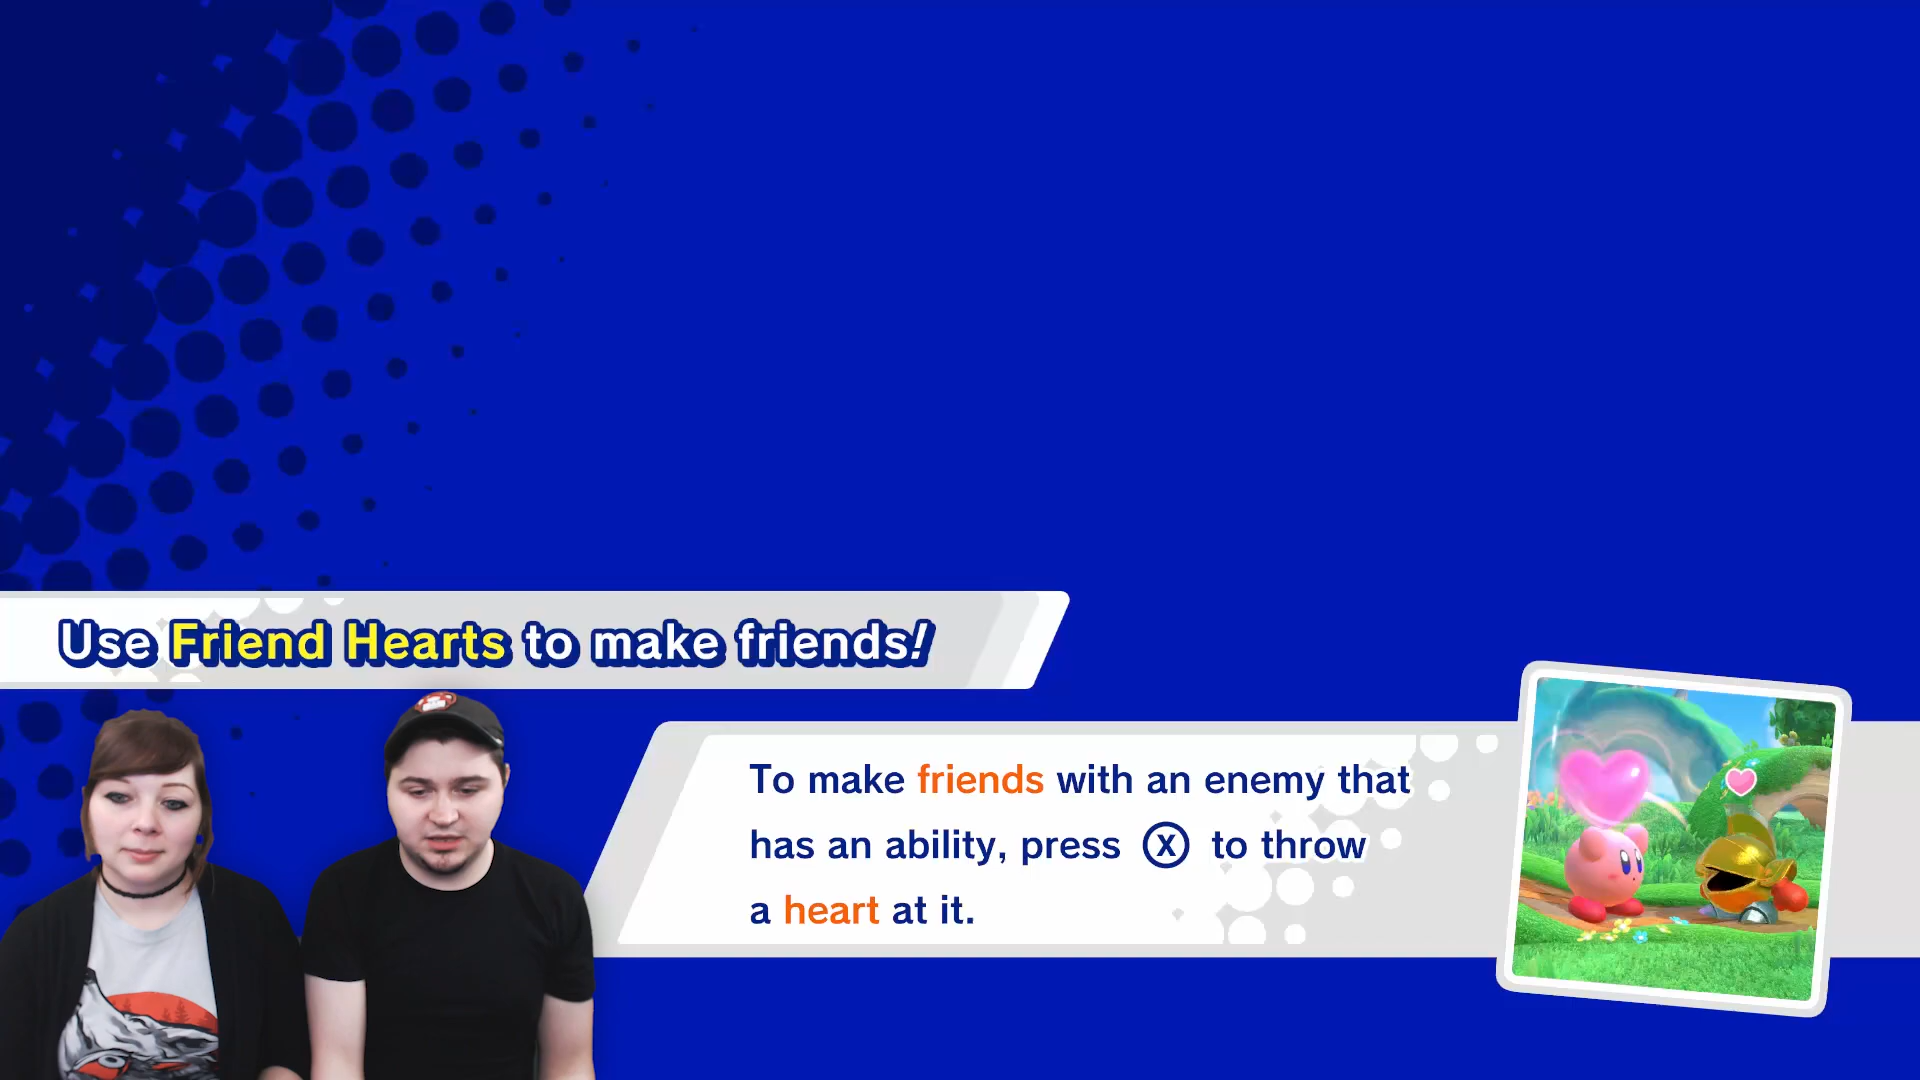 Use Friend Hearts to make friends!
To make friends with an enemy that
has an ability, press X to throw
a heart at it.